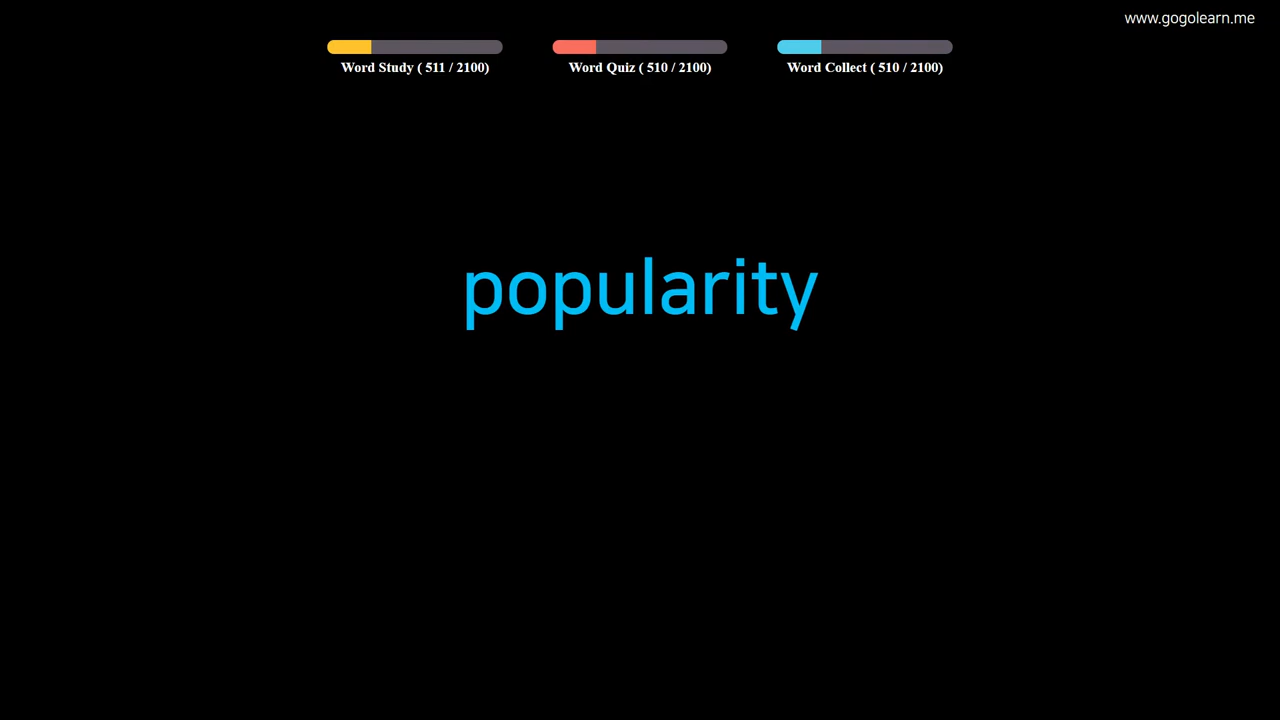 www.gogolearn.me
Word Study ( 511 / 2100)
Word Quiz ( 510 / 2100)
Word Collect ( 510 / 2100)
popularity